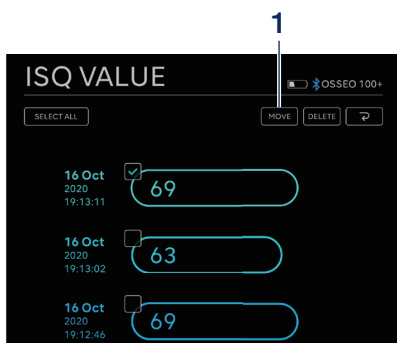 1
ISQ VALUE
OSSEO 100+
SELECT ALL
MOVE
DELETE
16 Oct
2020
19:13:11
69
16 Oct
2020
19:13:02
63
16 Oct
2020
19:12:46
69